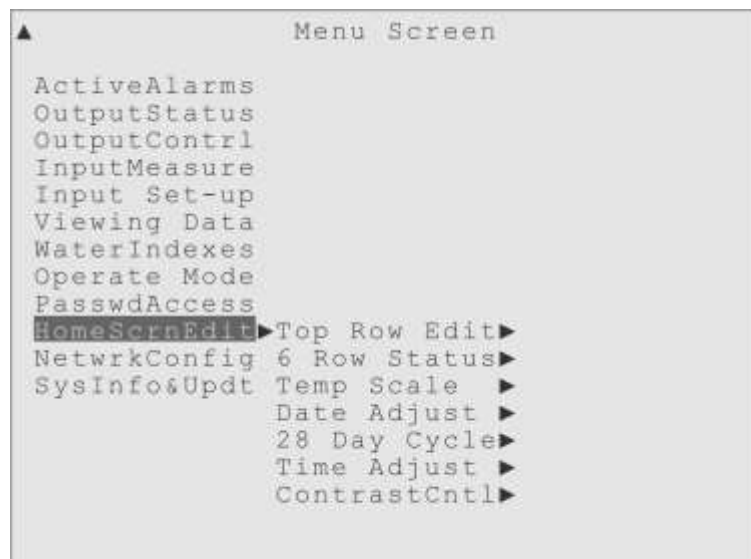 ▲ Menu Screen
ActiveAlarms
OutputStatus
OutputContrl
InputMeasure
Input Set-up
Viewing Data
WaterIndexes
Operate Mode
PasswdAccess
HomeScrnEdit▶Top Row Edit▶
NetwrkConfig 6 Row Status▶
SysInfo&Updt Temp Scale ▶
Date Adjust ▶
28 Day Cycle▶
Time Adjust ▶
ContrastCntl▶